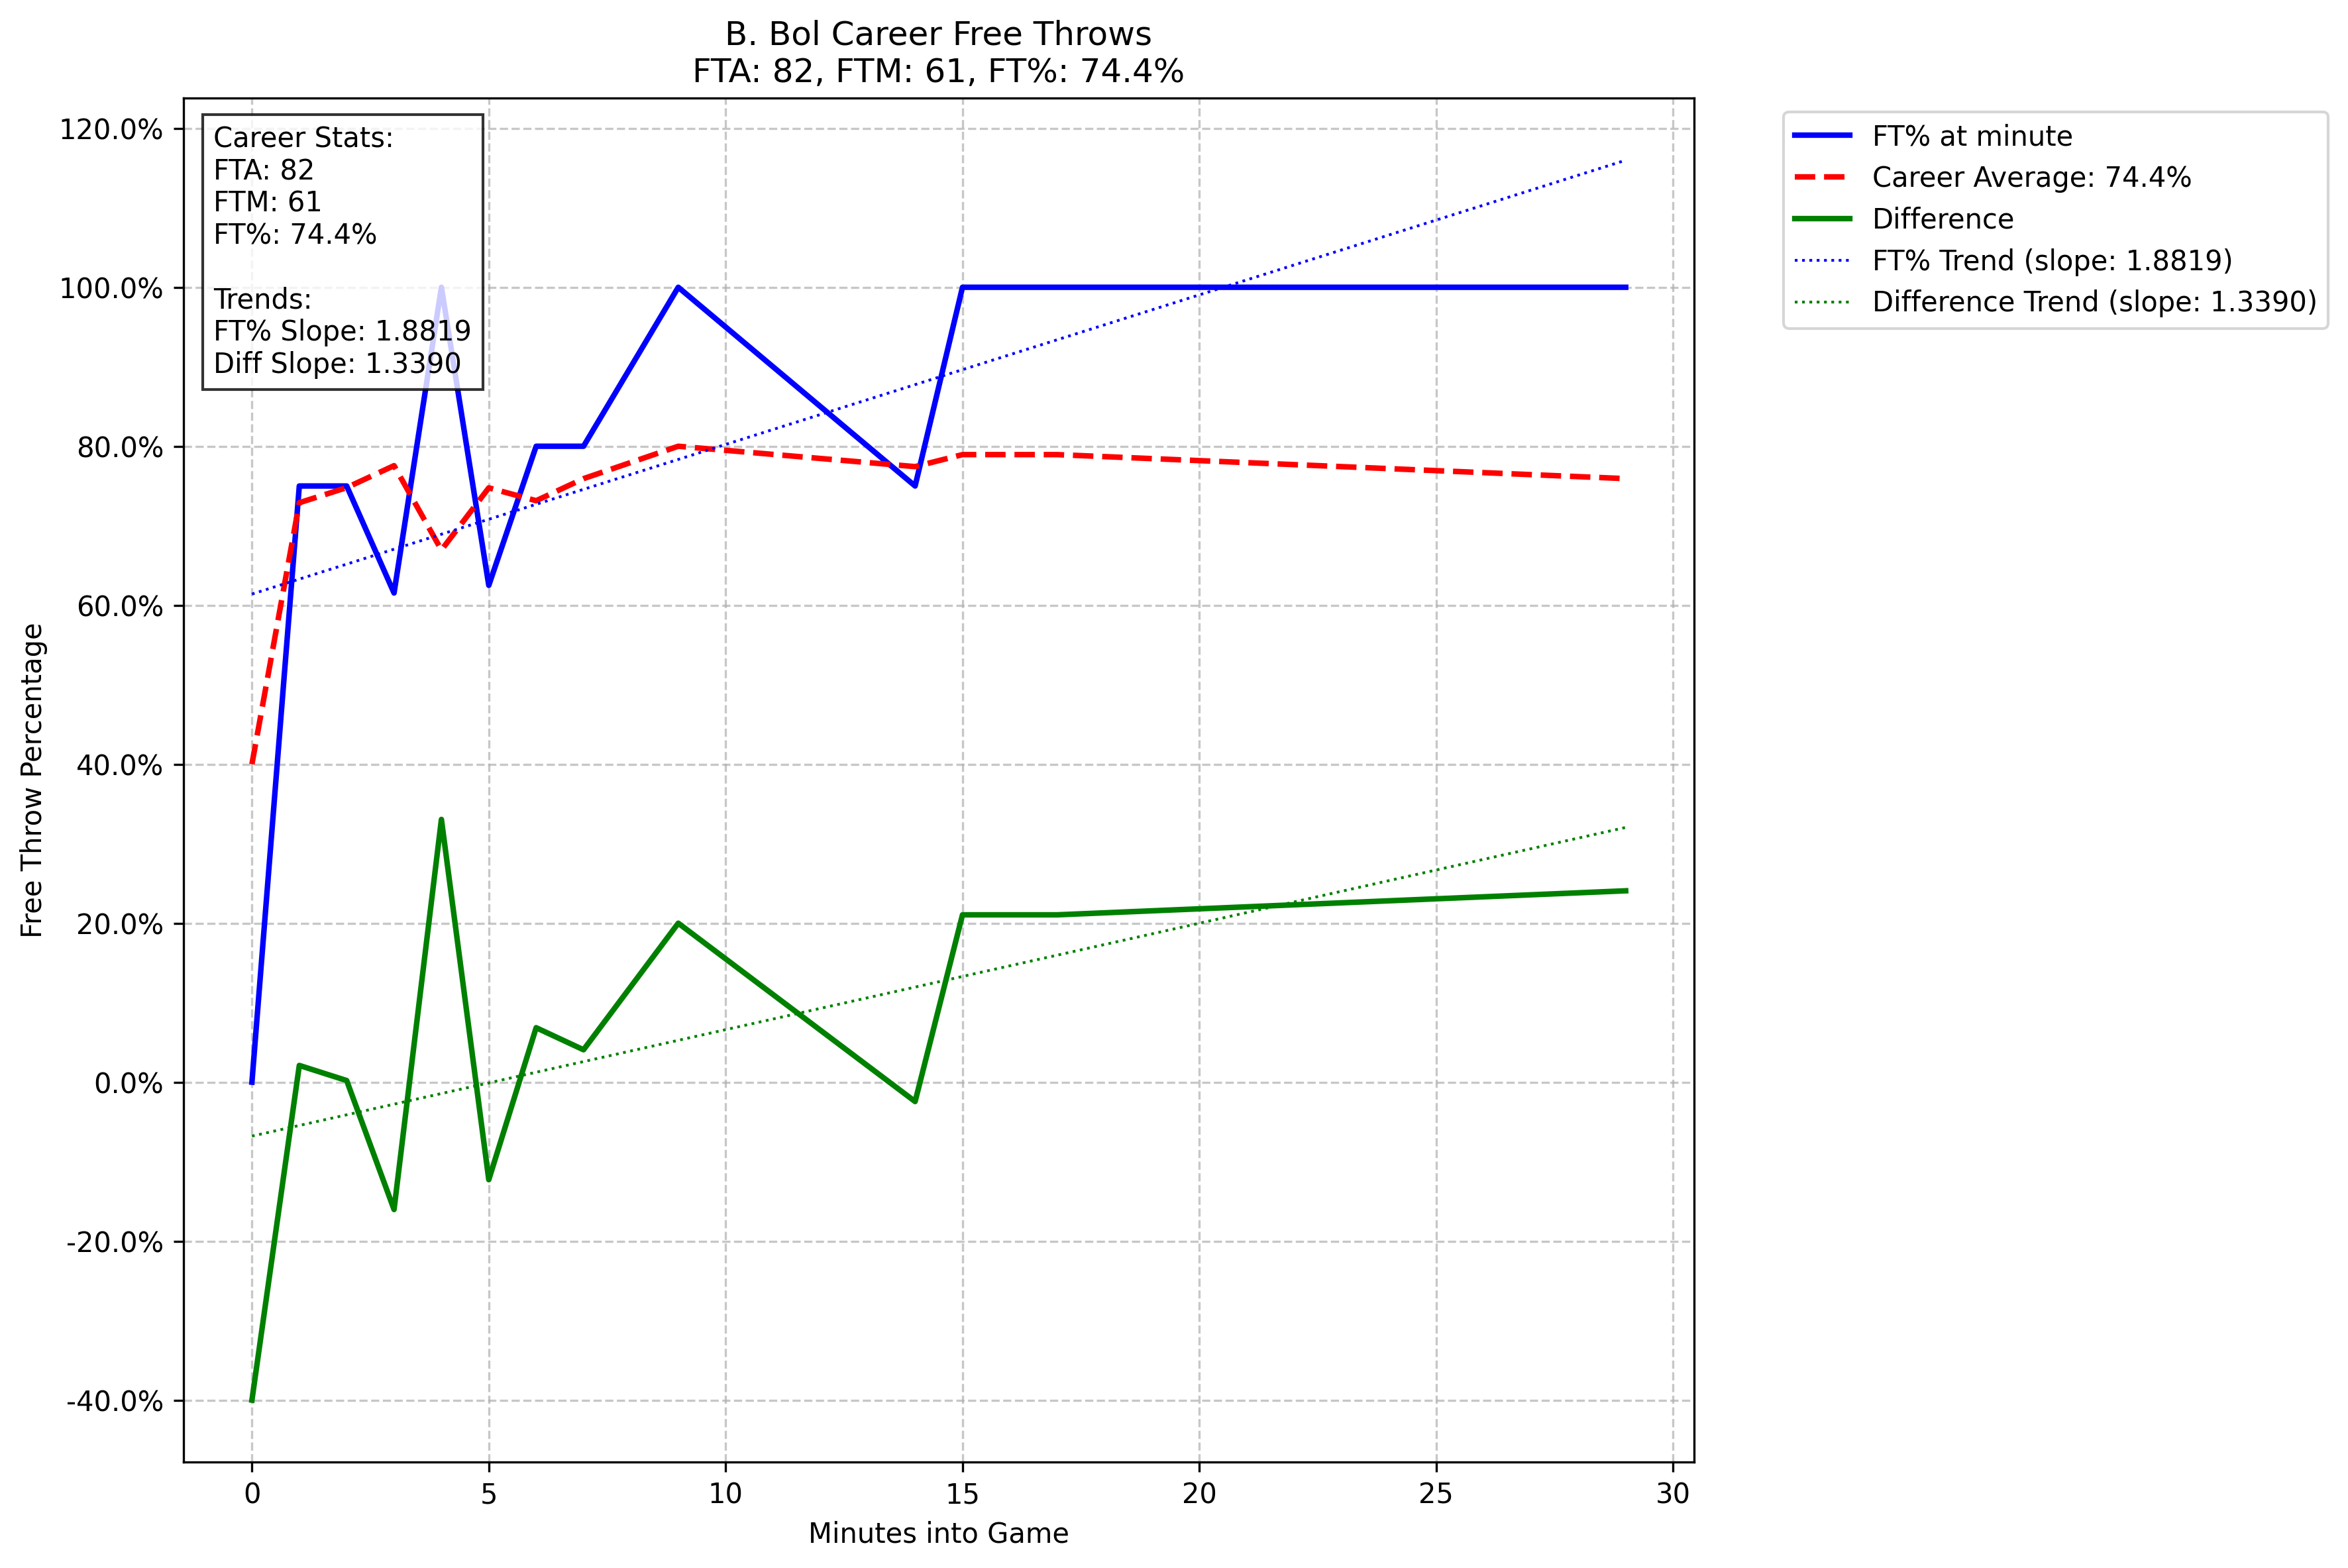 B. Bol Career Free Throws
FTA: 82, FTM: 61, FT%: 74.4%
Career Stats:
FTA: 82
FTM: 61
FT%: 74.4%
Trends:
FT% Slope: 1.8819
Diff Slope: 1.3390
FT% at minute
Career Average: 74.4%
Difference
FT% Trend (slope: 1.8819)
Difference Trend (slope: 1.3390)
Free Throw Percentage
120.0%
100.0%
80.0%
60.0%
40.0%
20.0%
0.0%
-20.0%
-40.0%
0 5 10 15 20 25 30
Minutes into Game